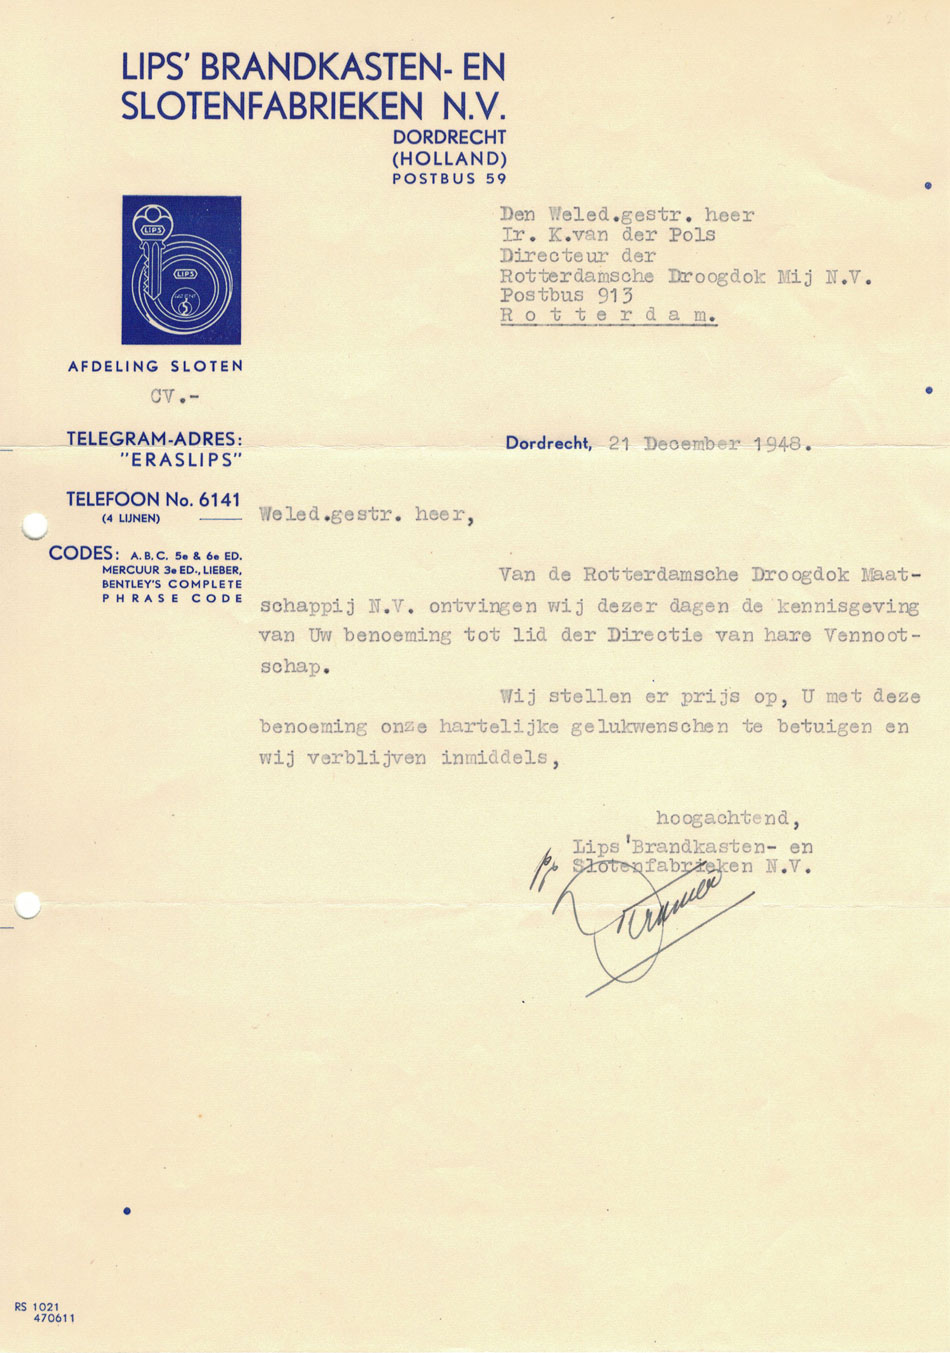 LIPS' BRANDKASTEN- EN
SLOTENFABRIEKEN N.V.
DORDRECHT
(HOLLAND)
POSTBUS 59
LIPS
LIPS
AFDELING SLOTEN
CV.-
Den Weled.gestr. heer
Ir. K.van der Pols
Directeur der
Rotterdamsche Droogdok Mij N.V.
Postbus 913
Rotterdam.
TELEGRAM-ADRES:
"ERASLIPS"
TELEFOON No. 6141
(4 LIJNEN)
CODES: A.B.C. 5e & 6e ED.
MERCUUR 3e ED., LIEBER,
BENTLEY'S COMPLETE
PHRASE CODE
Dordrecht, 21 December 1948.
Weled.gestr. heer,
Van de Rotterdamsche Droogdok Maat-
schappij N.V. ontvingen wij dezer dagen de kennisgeving
van Uw benoeming tot lid der Directie van hare Vennoot-
schap.
Wij stellen er prijs op, U met deze
benoeming onze hartelijke gelukwenschen te betuigen en
wij verblijven inmiddels,
hoogachtend,
Lips 'Brandkasten- en
pp Slotenfabrieken N.V.
RS 1021
470611